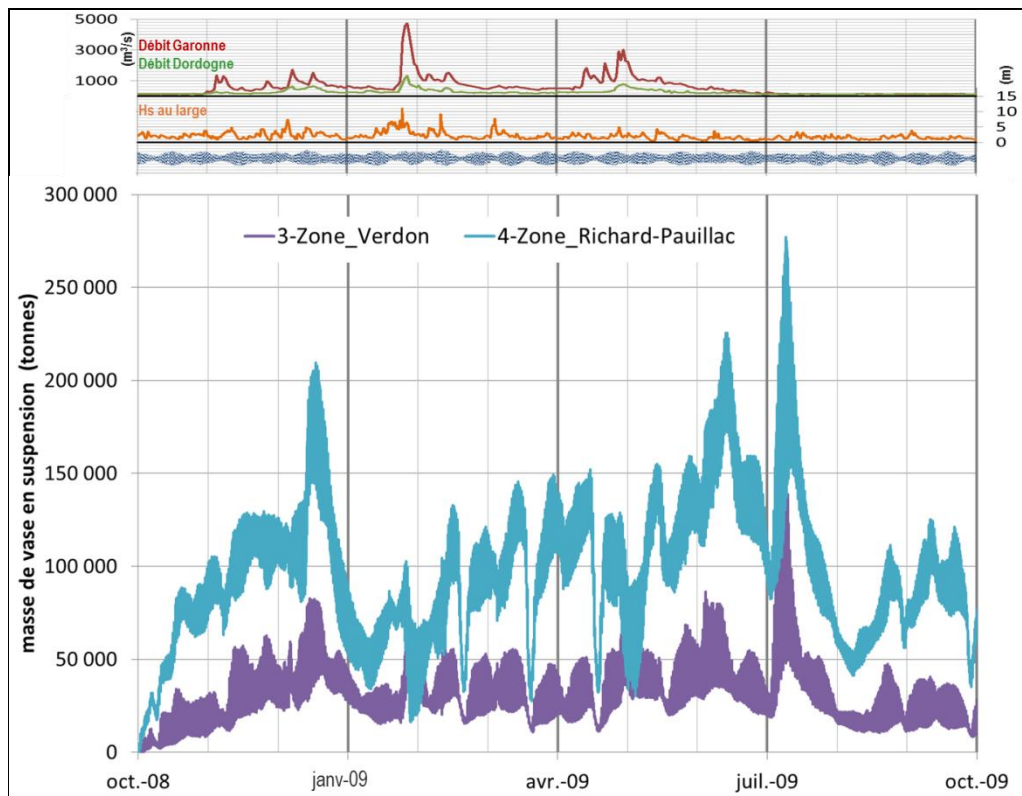 5000
3000
1000
(m³/s)
Débit Garonne
Débit Dordogne
(m)
15
10
5
0
Hs au large
300 000
250 000
200 000
150 000
100 000
50 000
0
masse de vase en suspension (tonnes)
3-Zone_Verdon
4-Zone_Richard-Pauillac
oct.-08
janv-09
avr.-09
juil.-09
oct.-09